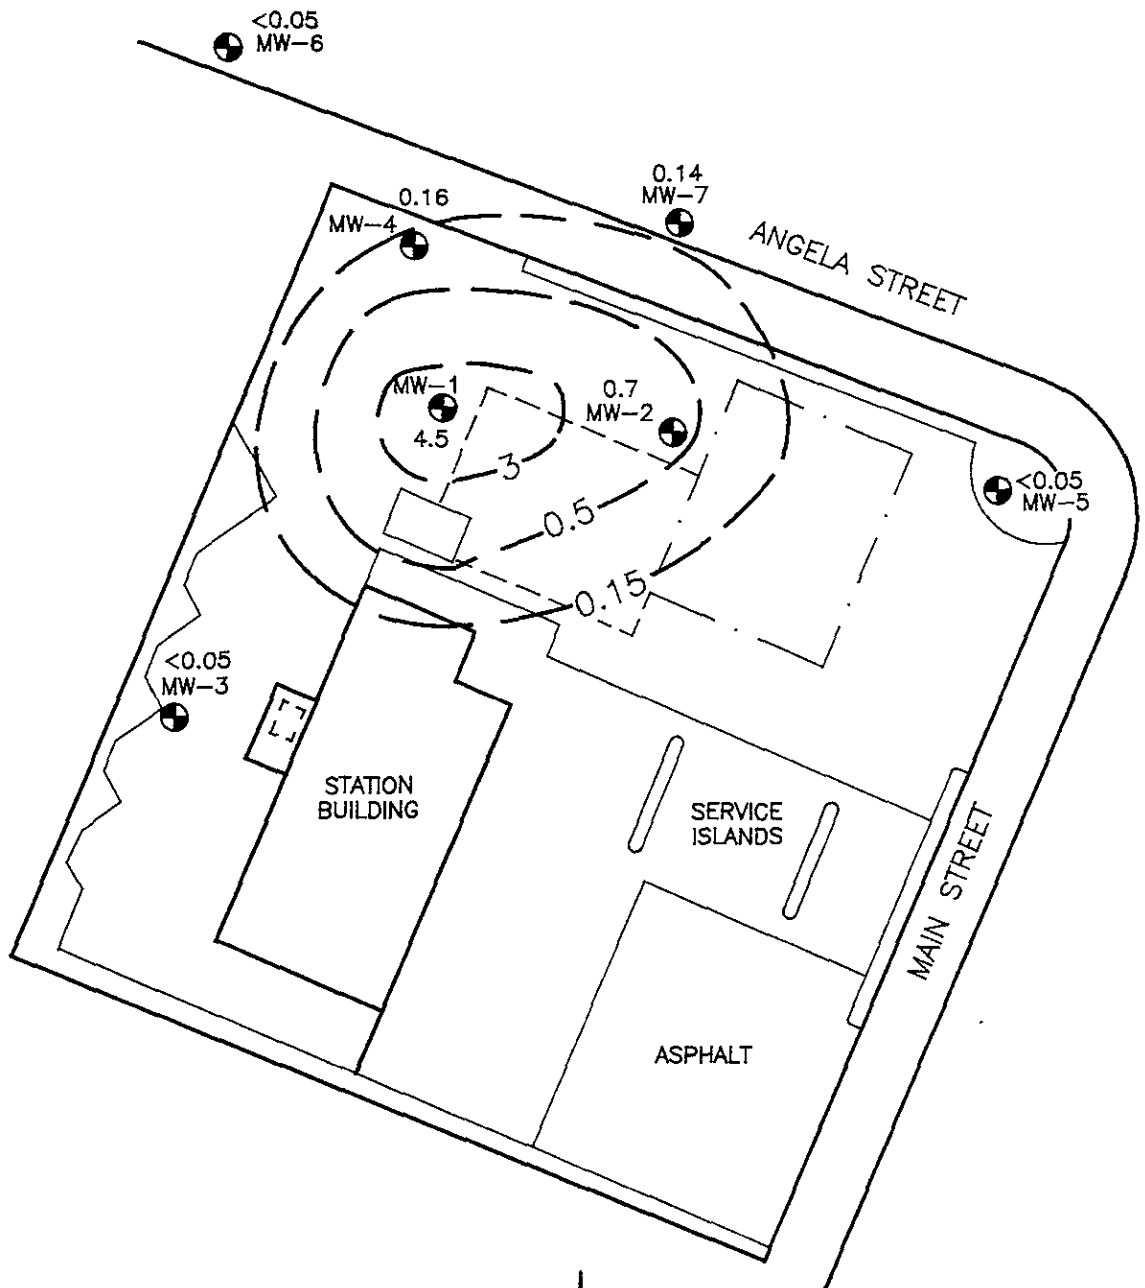 <0.05
MW-6
0.14
MW-7
0.16
MW-4
ANGELA STREET
MW-1
4.5
0.7
MW-2
3
0.5
0.15
<0.05
MW-5
<0.05
MW-3
STATION
BUILDING
SERVICE
ISLANDS
MAIN STREET
ASPHALT